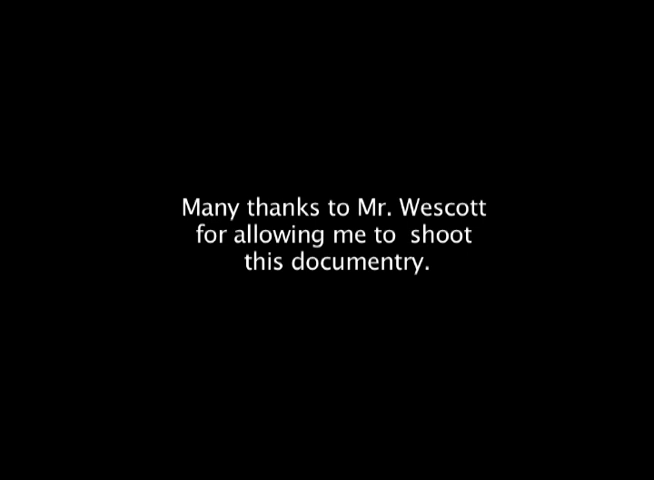 Many thanks to Mr. Wescott
for allowing me to  shoot
this documentry.